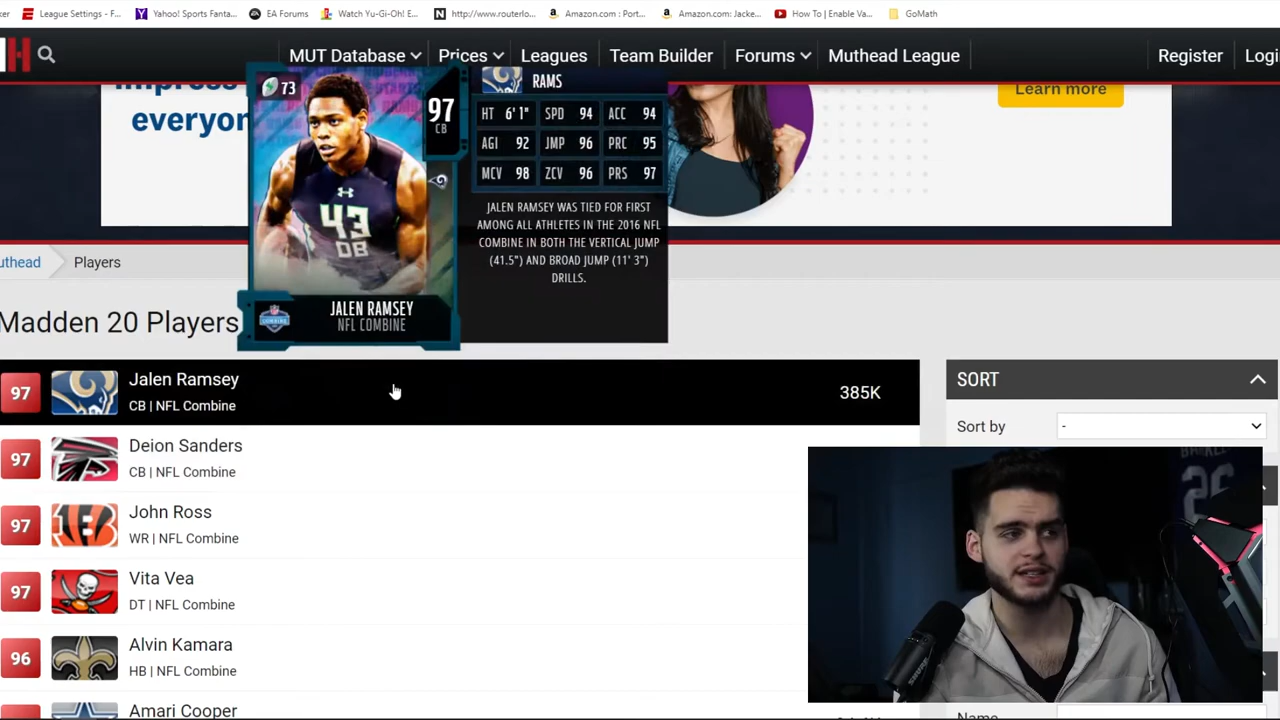 League Settings - F...
Yahoo! Sports Fanta...
EA Forums
Watch Yu-Gi-Oh! E...
http://www.routerlo...
Amazon.com : Port...
Amazon.com: Jacke...
How To | Enable Va...
GoMath
H
MUT Database
Prices
Leagues
Team Builder
Forums
Muthead League
Register
Logi
everyon
Learn more
73
97
CB
43
DB
JALEN RAMSEY
NFL COMBINE
RAMS
HT 6' 1" SPD 94 ACC 94
AGI 92 JMP 96 PRC 95
MCV 98 ZCV 96 PRS 97
JALEN RAMSEY WAS TIED FOR FIRST
AMONG ALL ATHLETES IN THE 2016 NFL
COMBINE IN BOTH THE VERTICAL JUMP
(41.5") AND BROAD JUMP (11' 3")
DRILLS.
uthead
Players
Madden 20 Players
97
Jalen Ramsey
CB | NFL Combine
385K
97
Deion Sanders
CB | NFL Combine
97
John Ross
WR | NFL Combine
97
Vita Vea
DT | NFL Combine
96
Alvin Kamara
HB | NFL Combine
Amari Cooper
SORT
Sort by
-